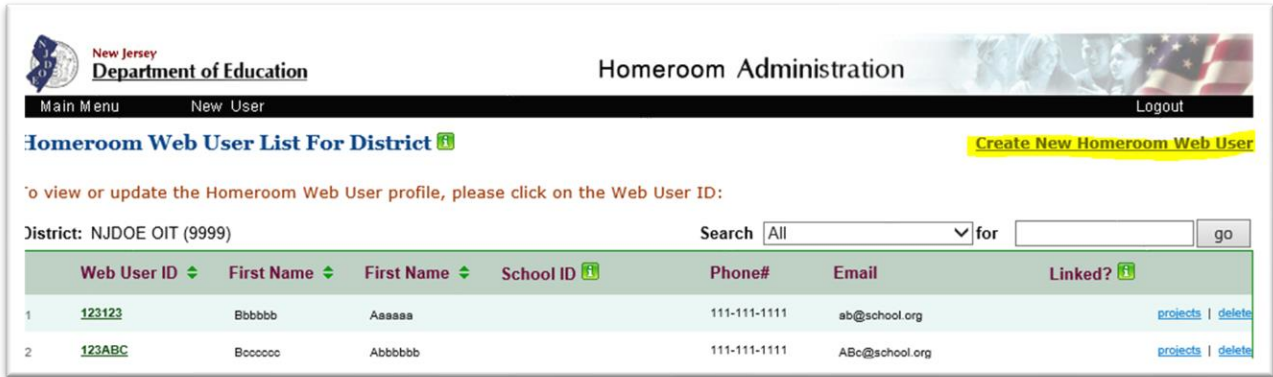 New Jersey
Department of Education
Homeroom Administration
Main Menu New User Logout
Homeroom Web User List For District
Create New Homeroom Web User
To view or update the Homeroom Web User profile, please click on the Web User ID:
District: NJDOE OIT (9999) Search All for go
Web User ID First Name First Name School ID Phone# Email Linked?
1 123123 Bbbbbb Aaaaaa 111-111-1111 ab@school.org projects | delete
2 123ABC Bcccccc Abbbbbb 111-111-1111 ABc@school.org projects | delete